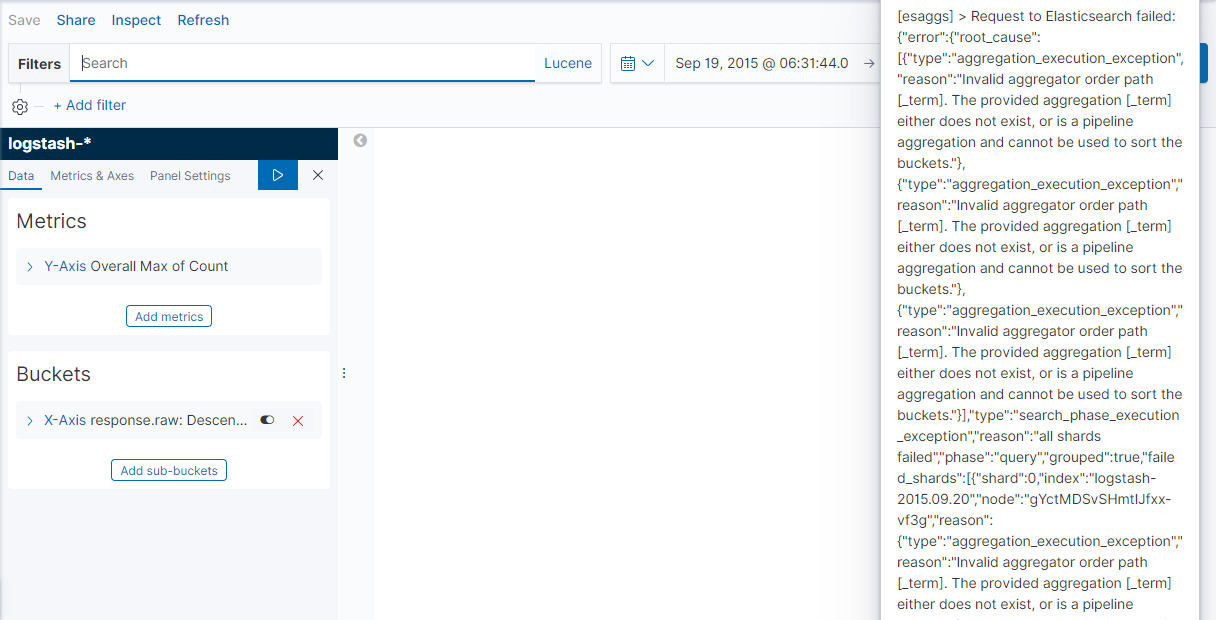 Save Share Inspect Refresh
Filters Search Lucene Sep 19, 2015 @ 06:31:44.0 →
+ Add filter
logstash-*
Data Metrics & Axes Panel Settings
Metrics
Y-Axis Overall Max of Count
Add metrics
Buckets
X-Axis response.raw: Descen...
Add sub-buckets
[esaggs] > Request to Elasticsearch failed:
{"error":{"root_cause":
[{"type":"aggregation_execution_exception",
"reason":"Invalid aggregator order path
[_term]. The provided aggregation [_term]
either does not exist, or is a pipeline
aggregation and cannot be used to sort the
buckets."},
{"type":"aggregation_execution_exception","
reason":"Invalid aggregator order path
[_term]. The provided aggregation [_term]
either does not exist, or is a pipeline
aggregation and cannot be used to sort the
buckets."},
{"type":"aggregation_execution_exception","
reason":"Invalid aggregator order path
[_term]. The provided aggregation [_term]
either does not exist, or is a pipeline
aggregation and cannot be used to sort the
buckets."}],"type":"search_phase_execution
_exception","reason":"all shards
failed","phase":"query","grouped":true,"faile
d_shards":[{"shard":0,"index":"logstash-
2015.09.20","node":"gYctMDSvSHmtIJfxx-
vf3g","reason":
{"type":"aggregation_execution_exception","
reason":"Invalid aggregator order path
[_term]. The provided aggregation [_term]
either does not exist, or is a pipeline